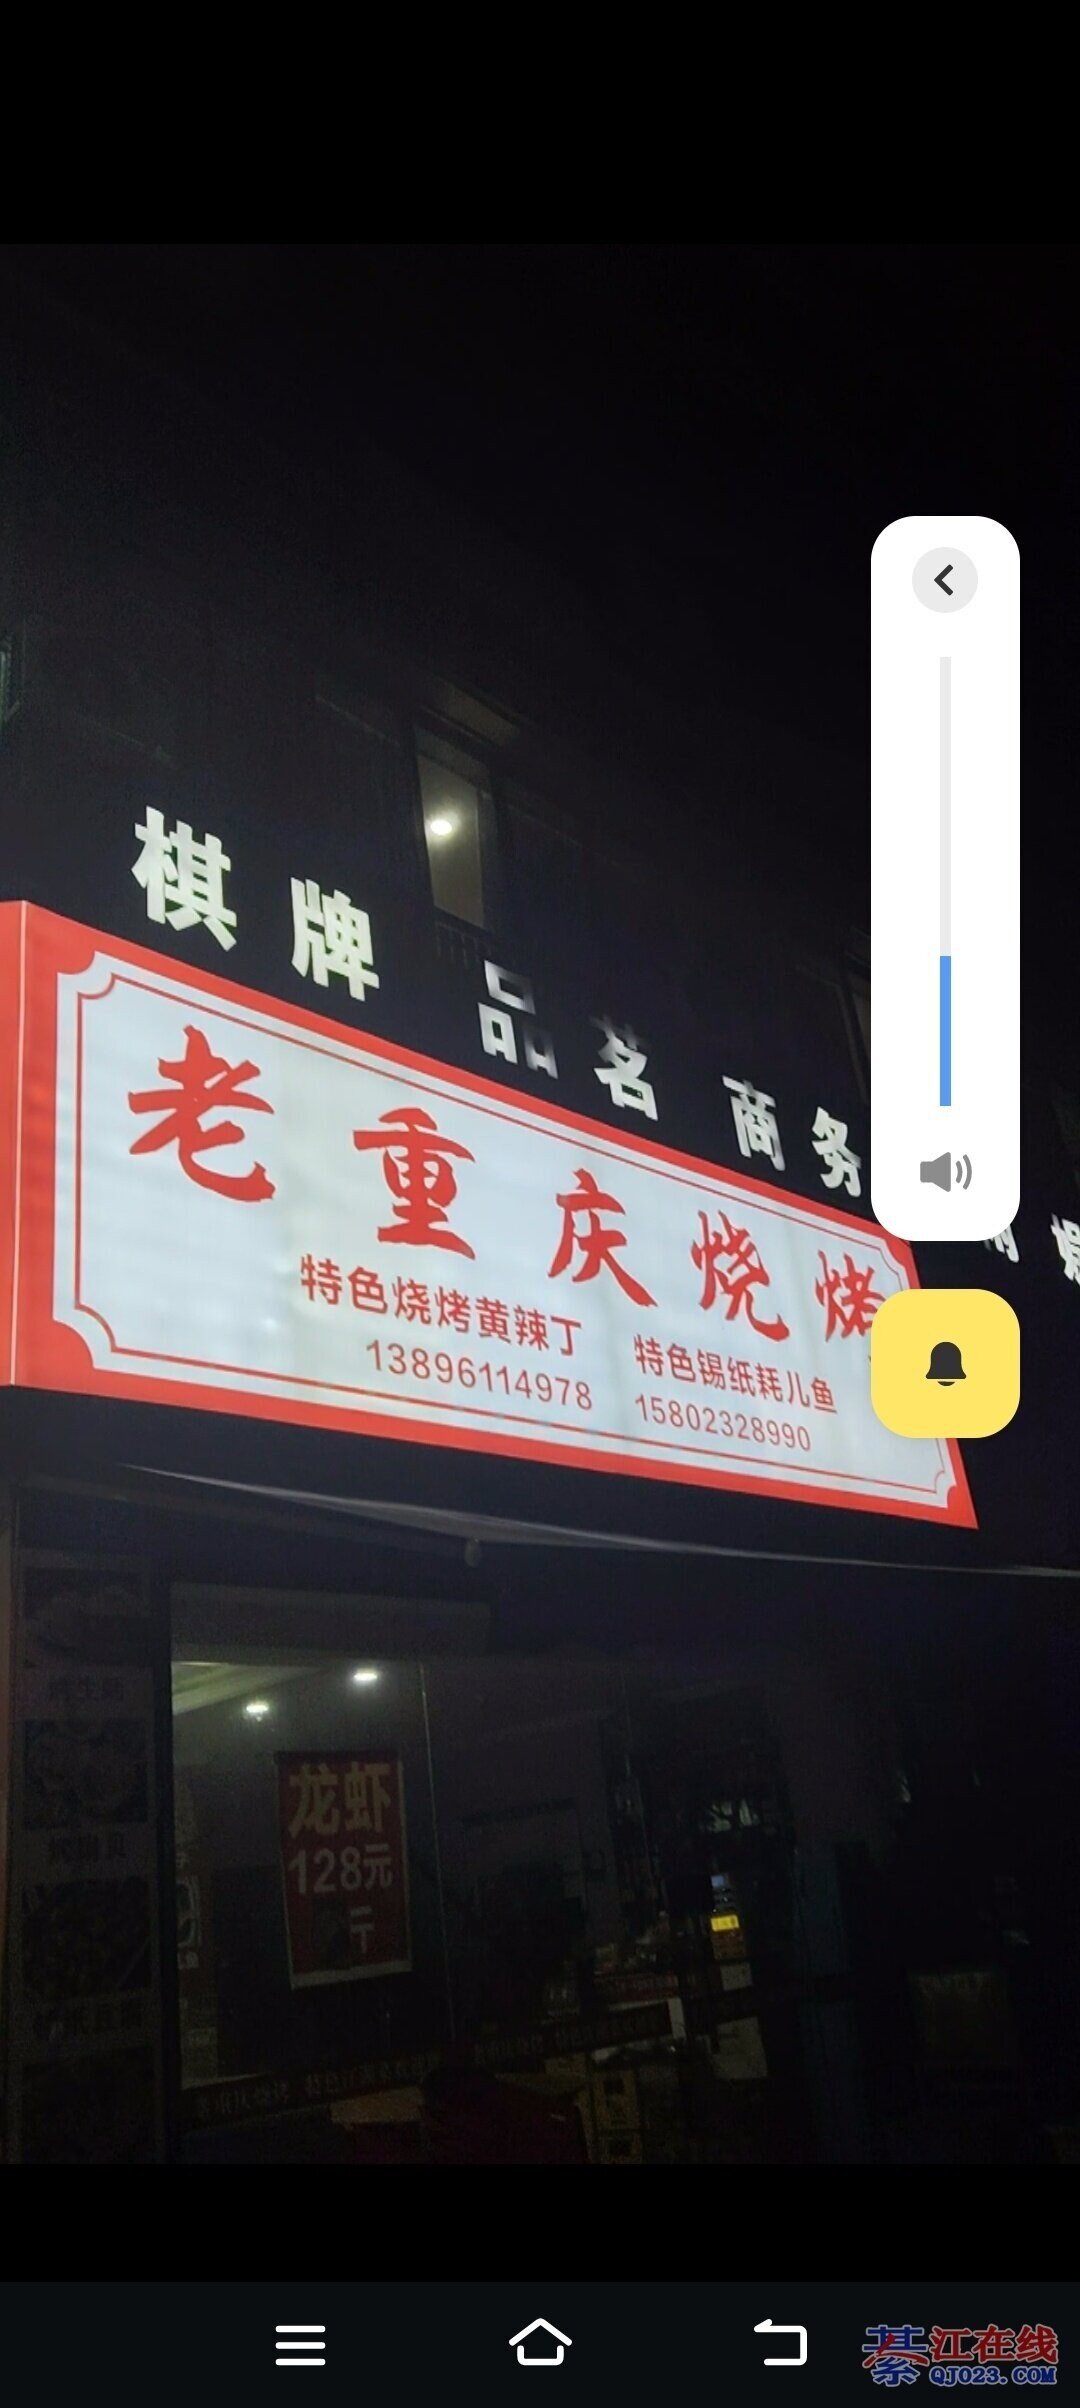 棋牌 品茗 商务
老重庆烧烤
特色烧烤黄辣丁
13896114978
特色锡纸耗儿鱼
15802328990
龙虾
128元
綦江在线
QJ023.COM